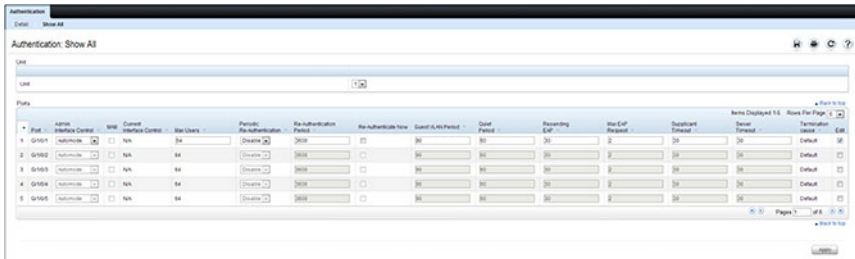 Authentication
Detail Show All
Authentication: Show All
Unit
Unit 1
Ports
Back to top
Items Displayed 1-5 Rows Per Page 5
Port Admin Interface Control MAB Current Interface Control Max Users Periodic Re-Authentication Re-Authentication Period Re-Authenticate Now Guest VLAN Period Quiet Period Resending EAP Max EAP Request Supplicant Timeout Server Timeout Termination cause Edit
1 Gi1/0/1 Automode N/A 64 Disable 3600 90 60 30 2 30 30 Default
2 Gi1/0/2 Automode N/A 64 Disable 3600 90 60 30 2 30 30 Default
3 Gi1/0/3 Automode N/A 64 Disable 3600 90 60 30 2 30 30 Default
4 Gi1/0/4 Automode N/A 64 Disable 3600 90 60 30 2 30 30 Default
5 Gi1/0/5 Automode N/A 64 Disable 3600 90 60 30 2 30 30 Default
Pages 1 of 6
Back to top
Apply